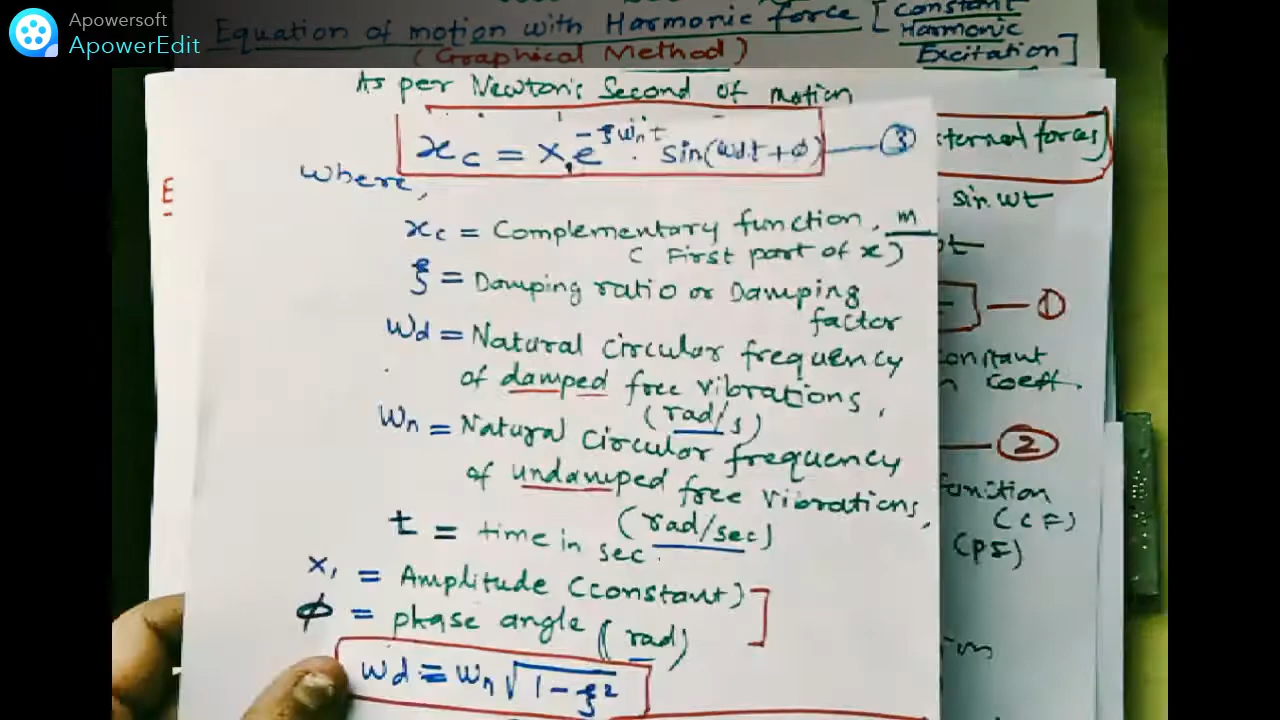 Apowersoft
ApowerEdit
Equation of motion with Harmonic force [Constant Harmonic Excitation]
(Graphical Method)
As per Newton's Second of motion
xc = X1 e^-ξωnt sin(ωdt + φ) — ③
where,
xc = Complementary function, m
( First part of x )
ξ = Damping ratio or Damping factor
ωd = Natural circular frequency
of damped free vibrations,
(rad/s)
ωn = Natural circular frequency
of undamped free vibrations,
(rad/sec)
t = time in sec.
X1 = Amplitude (constant)
φ = phase angle (rad)
ωd = ωn √1-ξ²
E
ternal forces]
sin ωt
— ①
onstant
coeff.
— ②
function
(CF)
(PI)